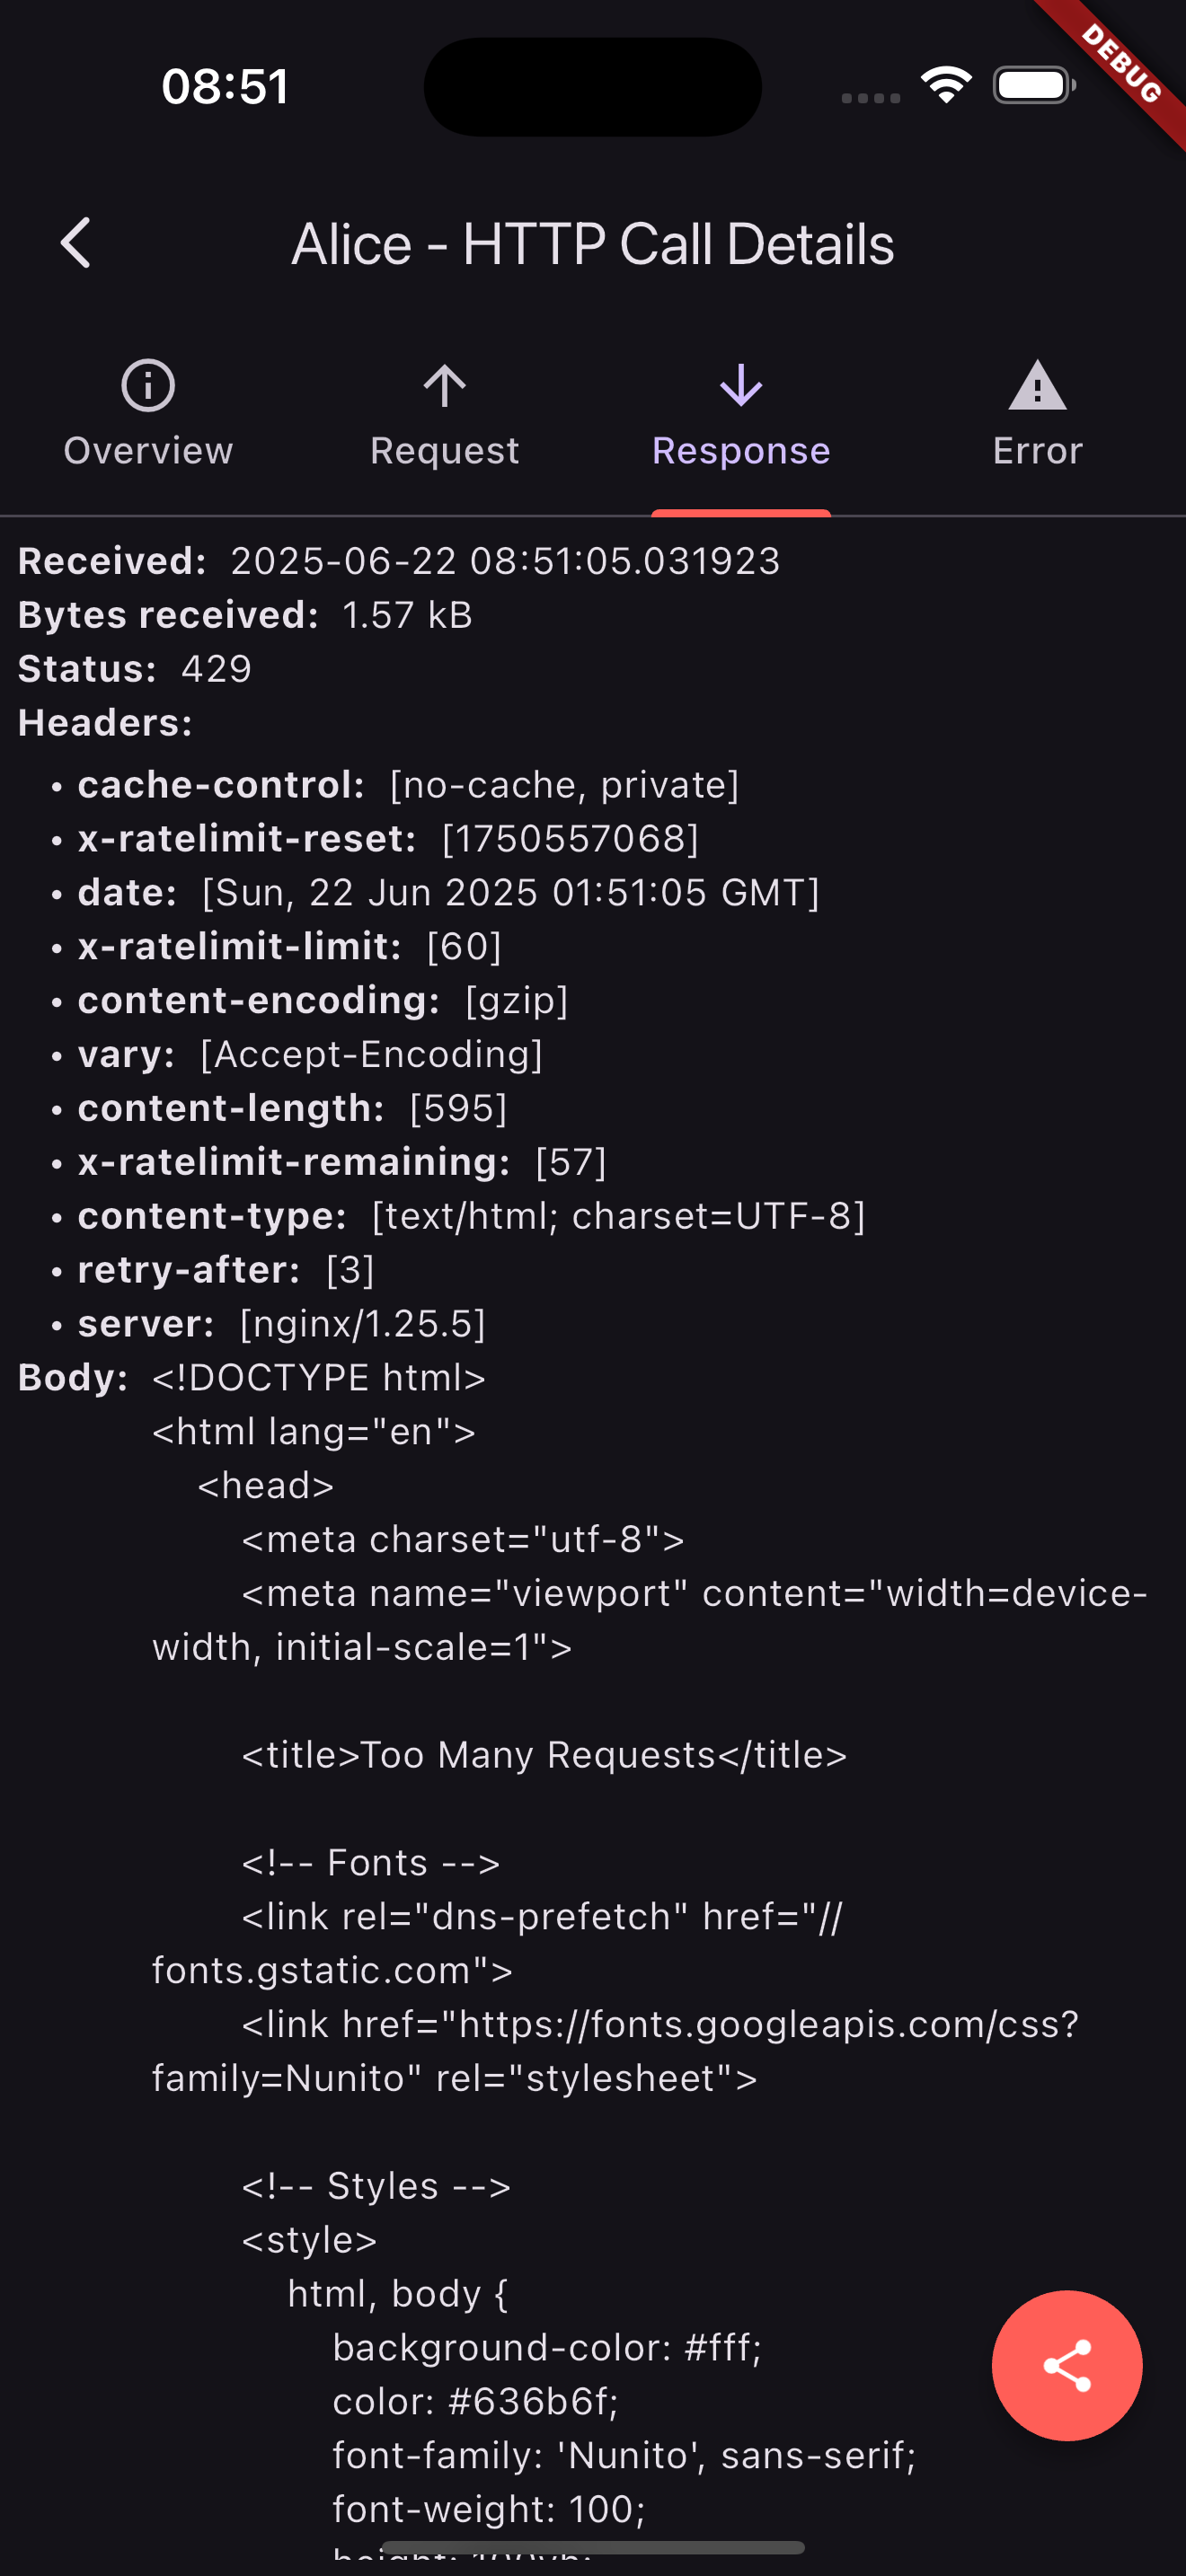 08:51
DEBUG
Alice - HTTP Call Details
Overview
Request
Response
Error
Received: 2025-06-22 08:51:05.031923
Bytes received: 1.57 kB
Status: 429
Headers:
• cache-control: [no-cache, private]
• x-ratelimit-reset: [1750557068]
• date: [Sun, 22 Jun 2025 01:51:05 GMT]
• x-ratelimit-limit: [60]
• content-encoding: [gzip]
• vary: [Accept-Encoding]
• content-length: [595]
• x-ratelimit-remaining: [57]
• content-type: [text/html; charset=UTF-8]
• retry-after: [3]
• server: [nginx/1.25.5]
Body: <!DOCTYPE html>
<html lang="en">
<head>
<meta charset="utf-8">
<meta name="viewport" content="width=device-
width, initial-scale=1">
<title>Too Many Requests</title>
<!-- Fonts -->
<link rel="dns-prefetch" href="//
fonts.gstatic.com">
<link href="https://fonts.googleapis.com/css?
family=Nunito" rel="stylesheet">
<!-- Styles -->
<style>
html, body {
background-color: #fff;
color: #636b6f;
font-family: 'Nunito', sans-serif;
font-weight: 100;
height: 100vh;